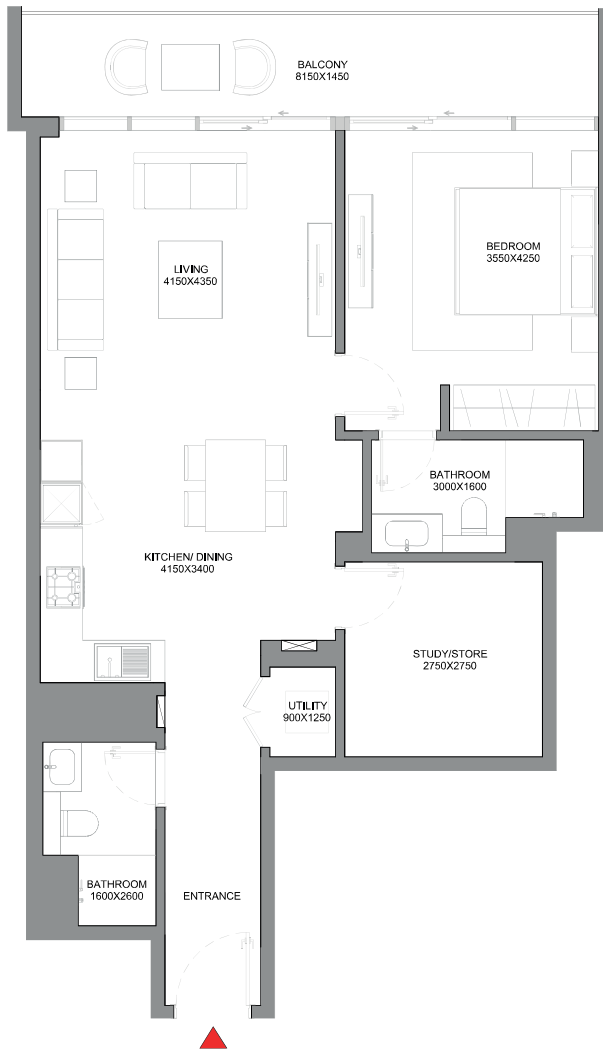 BALCONY
8150X1450
LIVING
4150X4350
BEDROOM
3550X4250
BATHROOM
3000X1600
KITCHEN/ DINING
4150X3400
STUDY/STORE
2750X2750
UTILITY
900X1250
BATHROOM
1600X2600
ENTRANCE